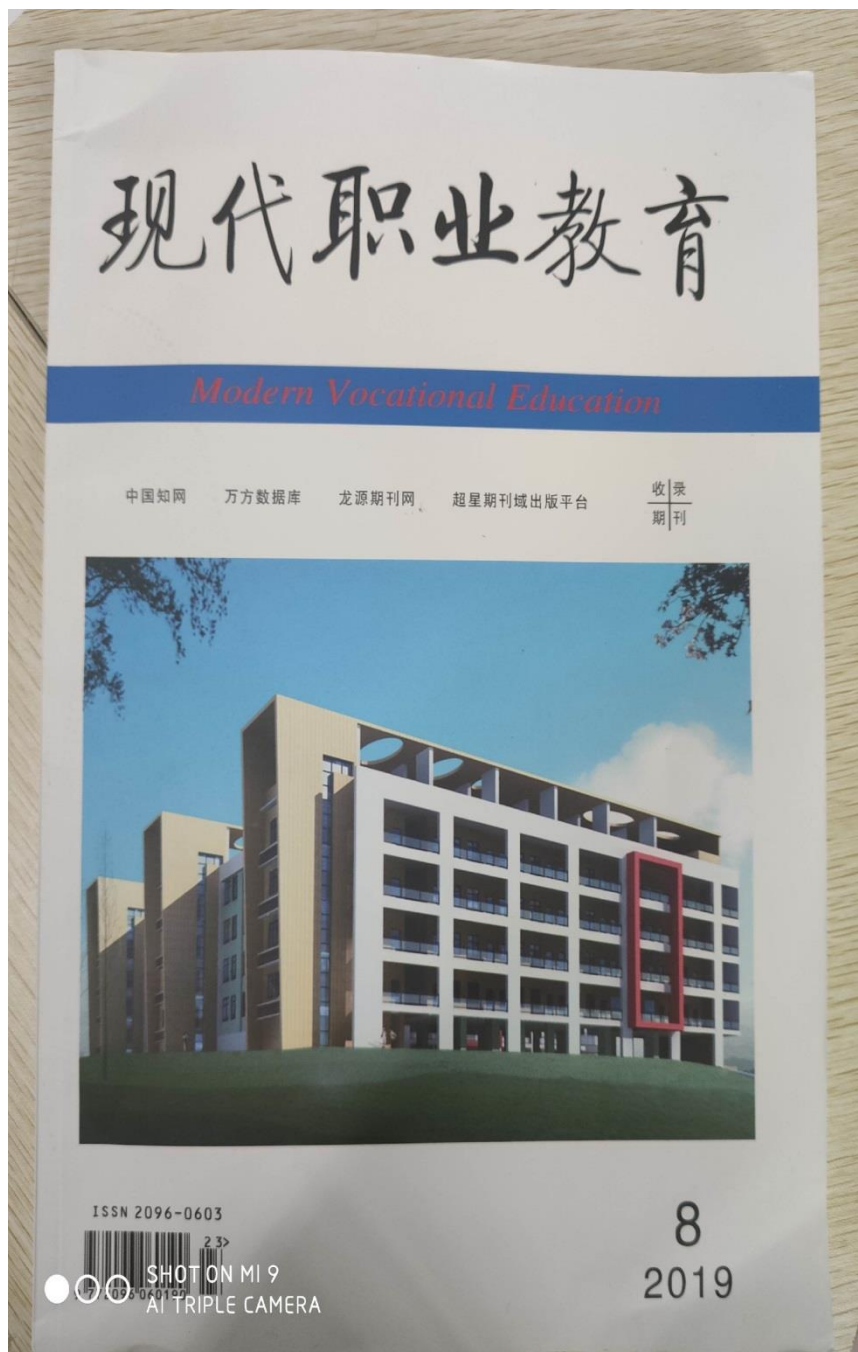 现代职业教育
Modern Vocational Education
中国知网 万方数据库 龙源期刊网 超星期刊域出版平台 收录期刊
ISSN 2096-0603
23>
8
2019
SHOT ON MI 9
AI TRIPLE CAMERA